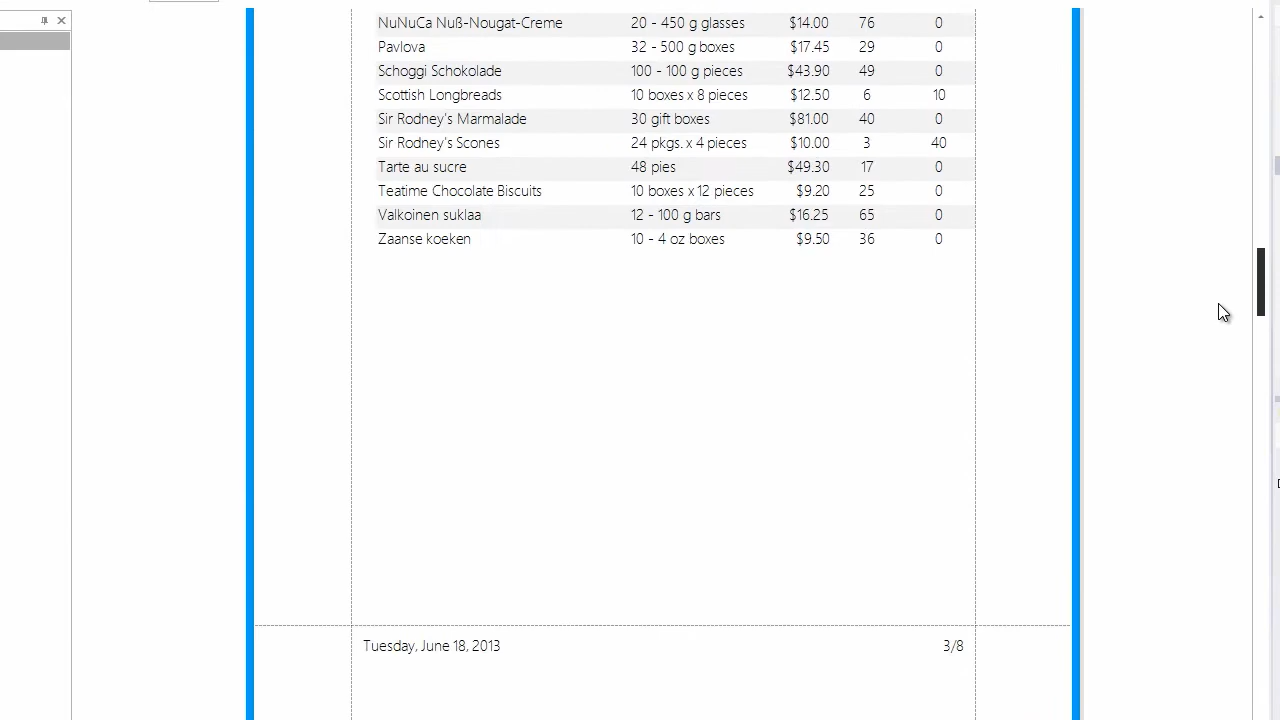 NuNuCa Nuß-Nougat-Creme 20 - 450 g glasses $14.00 76 0
Pavlova 32 - 500 g boxes $17.45 29 0
Schoggi Schokolade 100 - 100 g pieces $43.90 49 0
Scottish Longbreads 10 boxes x 8 pieces $12.50 6 10
Sir Rodney's Marmalade 30 gift boxes $81.00 40 0
Sir Rodney's Scones 24 pkgs. x 4 pieces $10.00 3 40
Tarte au sucre 48 pies $49.30 17 0
Teatime Chocolate Biscuits 10 boxes x 12 pieces $9.20 25 0
Valkoinen suklaa 12 - 100 g bars $16.25 65 0
Zaanse koeken 10 - 4 oz boxes $9.50 36 0
Tuesday, June 18, 2013 3/8